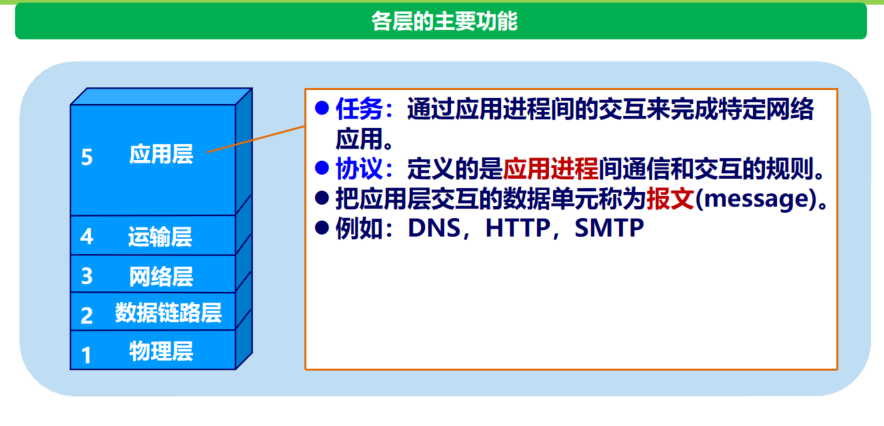 各层的主要功能
5 应用层
4 运输层
3 网络层
2 数据链路层
1 物理层
● 任务：通过应用进程间的交互来完成特定网络
应用。
● 协议：定义的是应用进程间通信和交互的规则。
● 把应用层交互的数据单元称为报文(message)。
● 例如：DNS，HTTP，SMTP